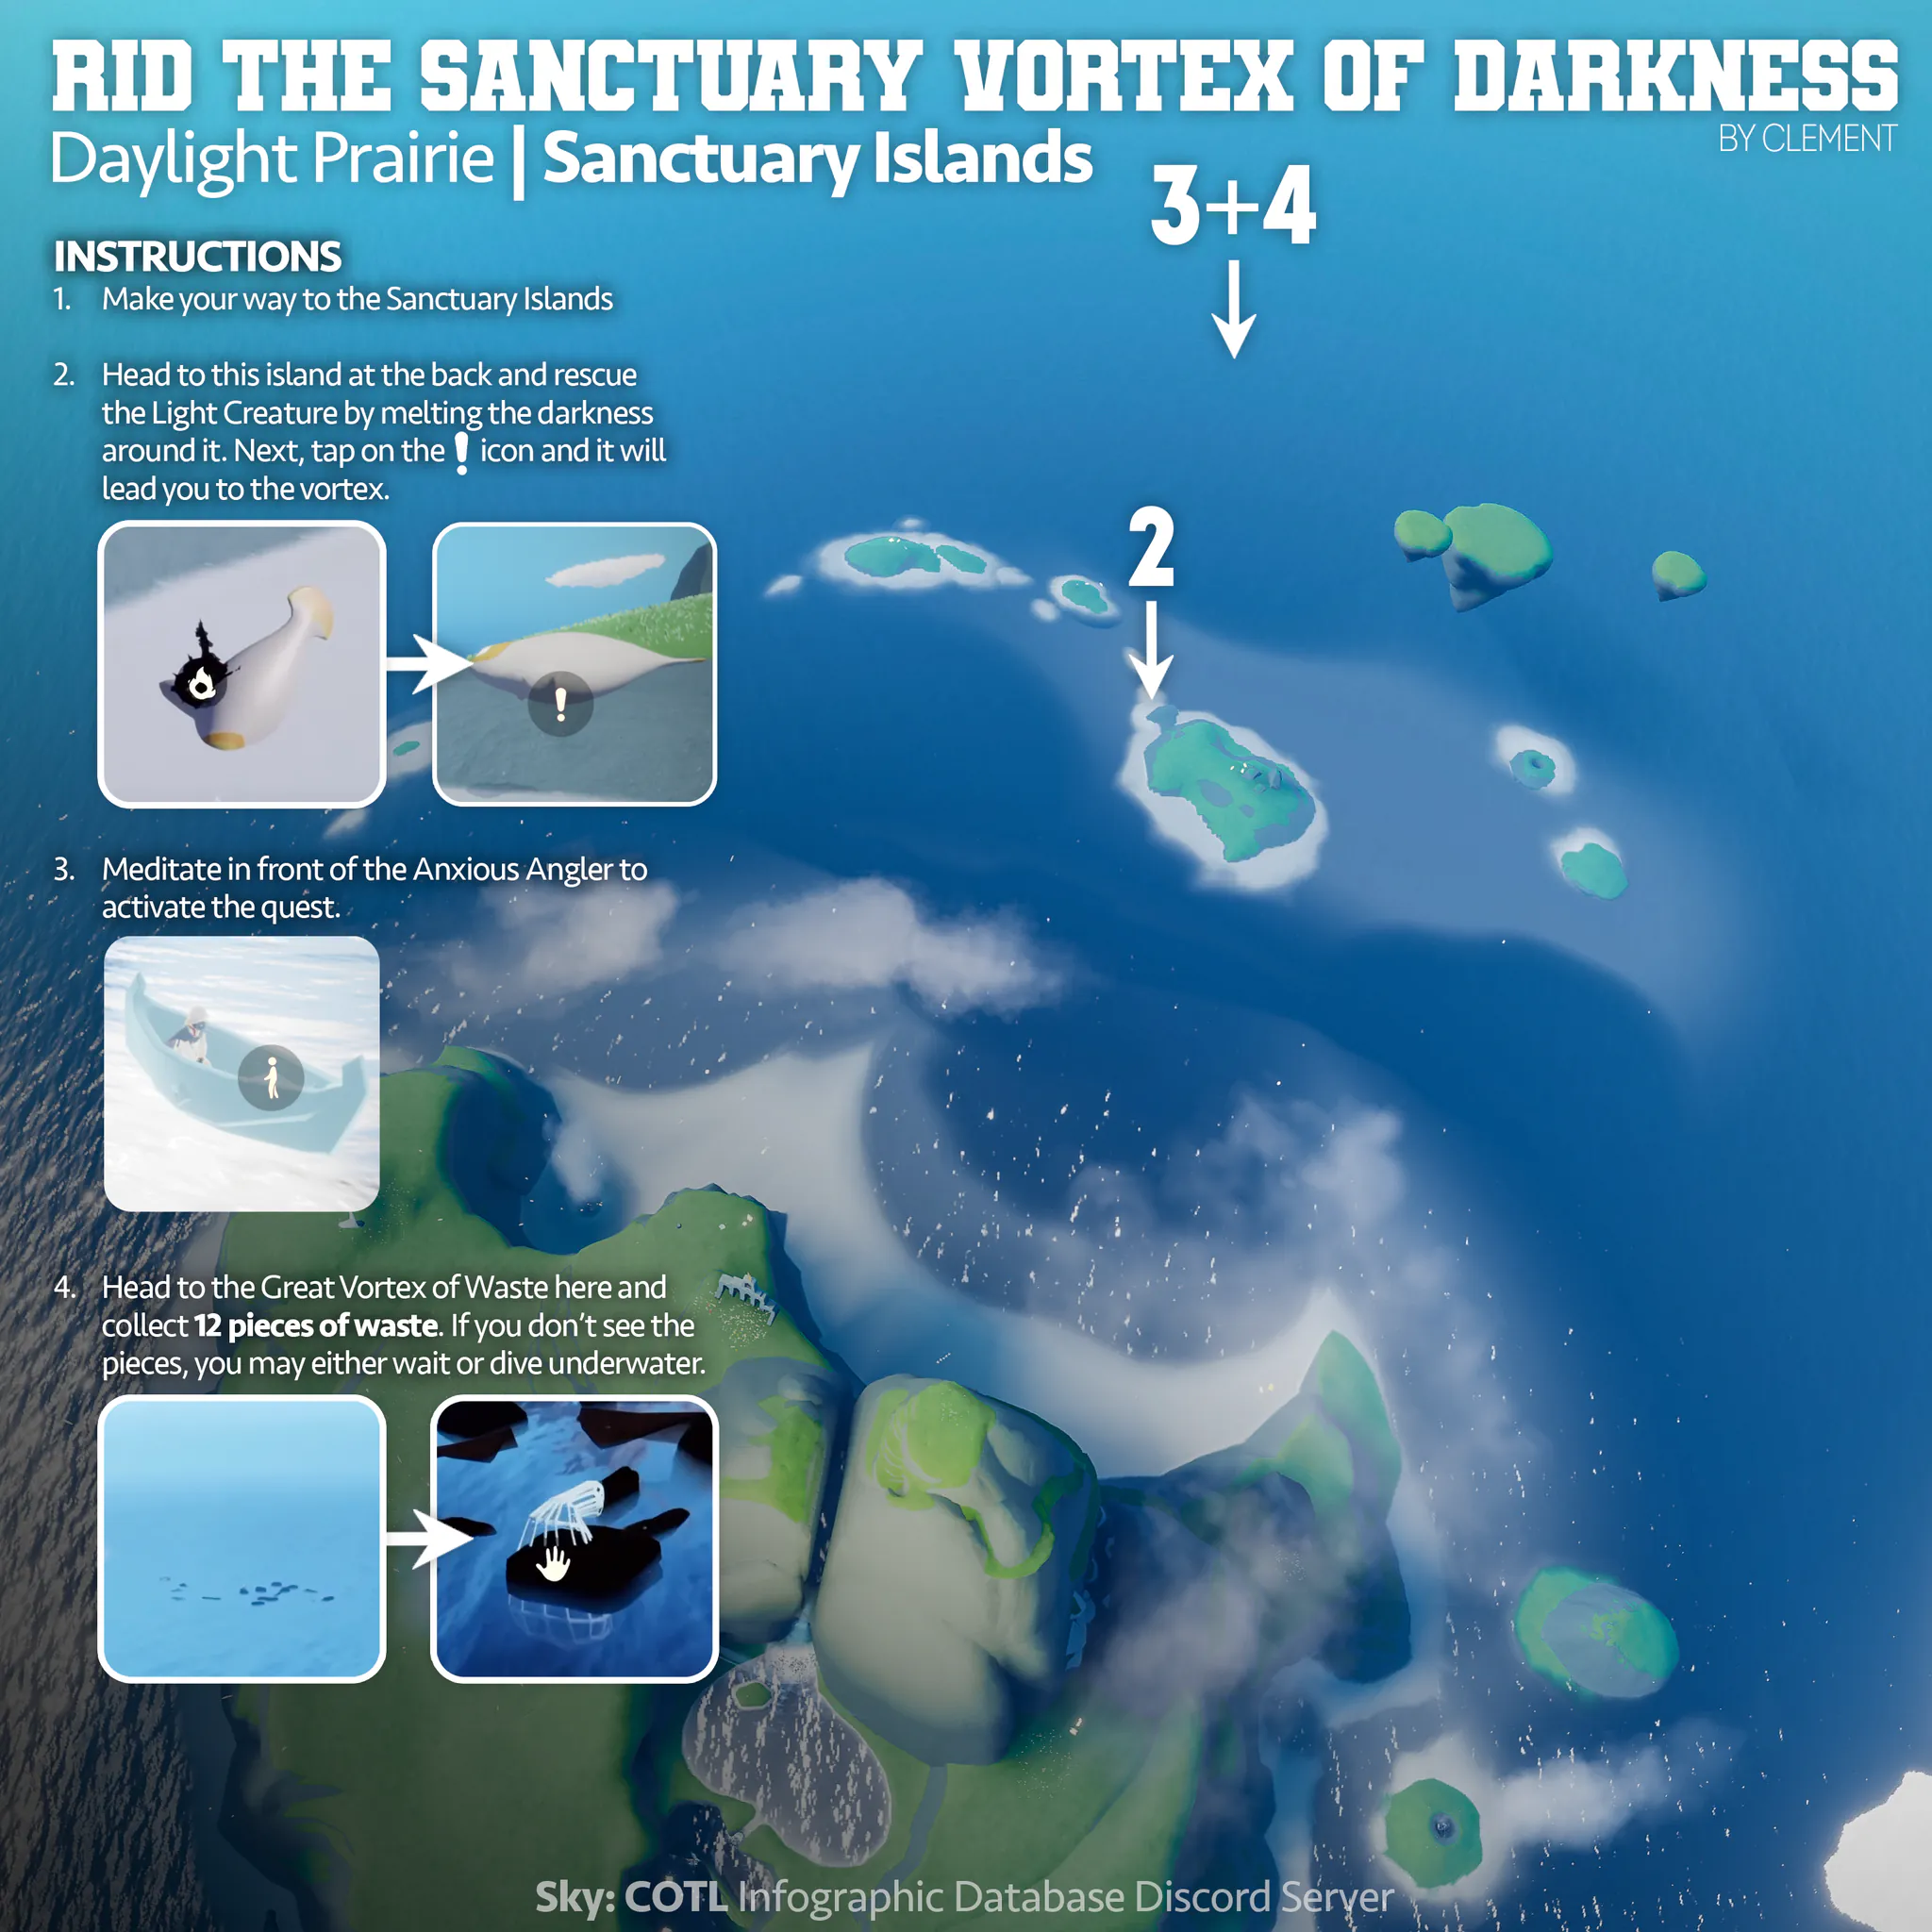 RID THE SANCTUARY VORTEX OF DARKNESS
BY CLEMENT
Daylight Prairie | Sanctuary Islands
3+4
INSTRUCTIONS
1. Make your way to the Sanctuary Islands
2. Head to this island at the back and rescue
the Light Creature by melting the darkness
around it. Next, tap on the ! icon and it will
lead you to the vortex.
2
!
3. Meditate in front of the Anxious Angler to
activate the quest.
4. Head to the Great Vortex of Waste here and
collect 12 pieces of waste. If you don't see the
pieces, you may either wait or dive underwater.
Sky: COTL Infographic Database Discord Server